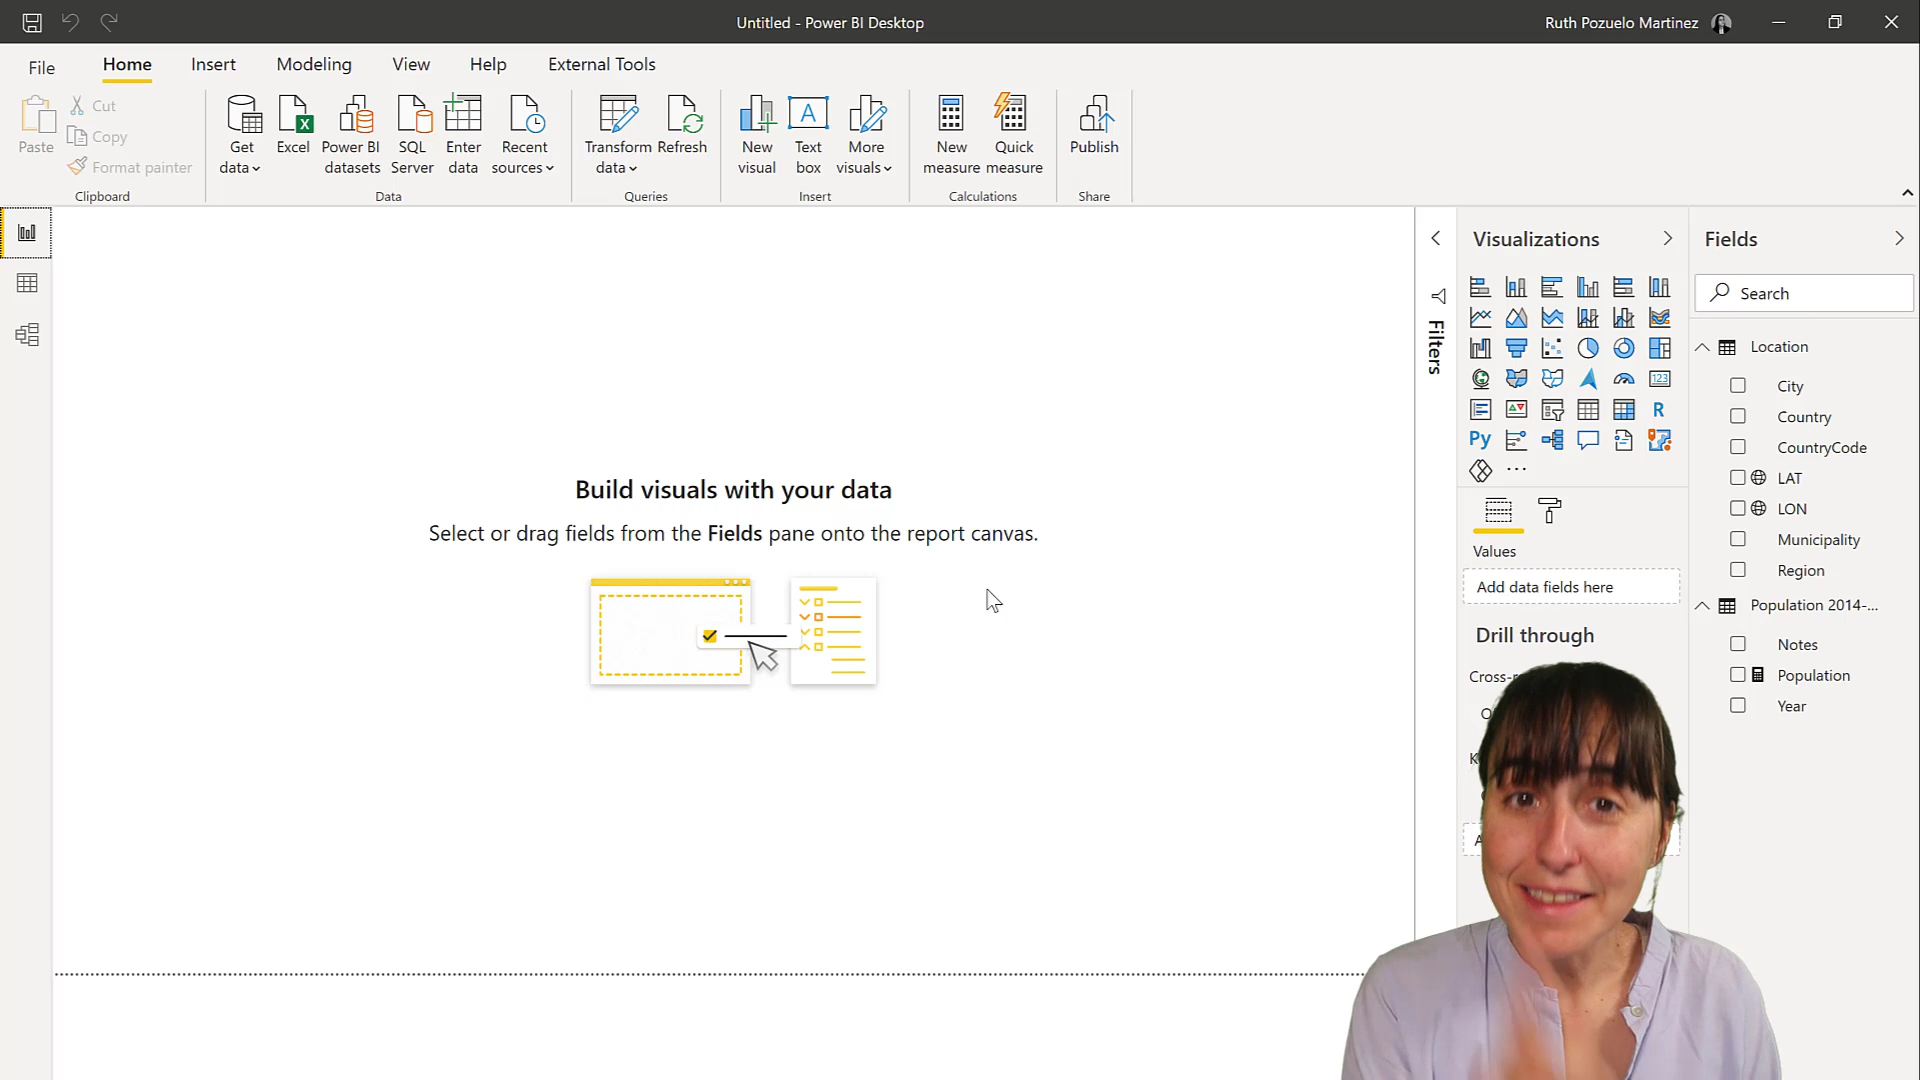 Untitled - Power BI Desktop
Ruth Pozuelo Martinez
File
Home
Insert
Modeling
View
Help
External Tools
Paste
Cut
Copy
Format painter
Clipboard
Get data
Excel
Power BI datasets
SQL Server
Enter data
Recent sources
Data
Transform data
Refresh
Queries
New visual
Text box
More visuals
Insert
New measure
Quick measure
Calculations
Publish
Share
Build visuals with your data
Select or drag fields from the Fields pane onto the report canvas.
Filters
Visualizations
123
R
Py
Values
Add data fields here
Drill through
Cross-r
Fields
Search
Location
City
Country
CountryCode
LAT
LON
Municipality
Region
Population 2014-...
Notes
Population
Year